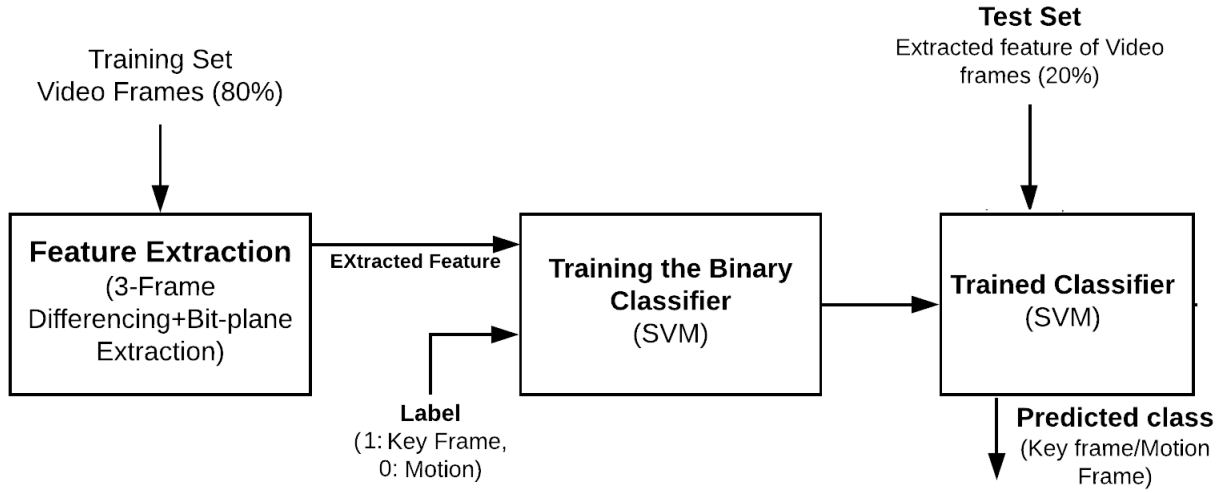 Training Set
Video Frames (80%)
Test Set
Extracted feature of Video
frames (20%)
Feature Extraction
(3-Frame
Differencing+Bit-plane
Extraction)
EXtracted Feature
Label
(1: Key Frame,
0: Motion)
Training the Binary
Classifier
(SVM)
Trained Classifier
(SVM)
Predicted class
(Key frame/Motion
Frame)